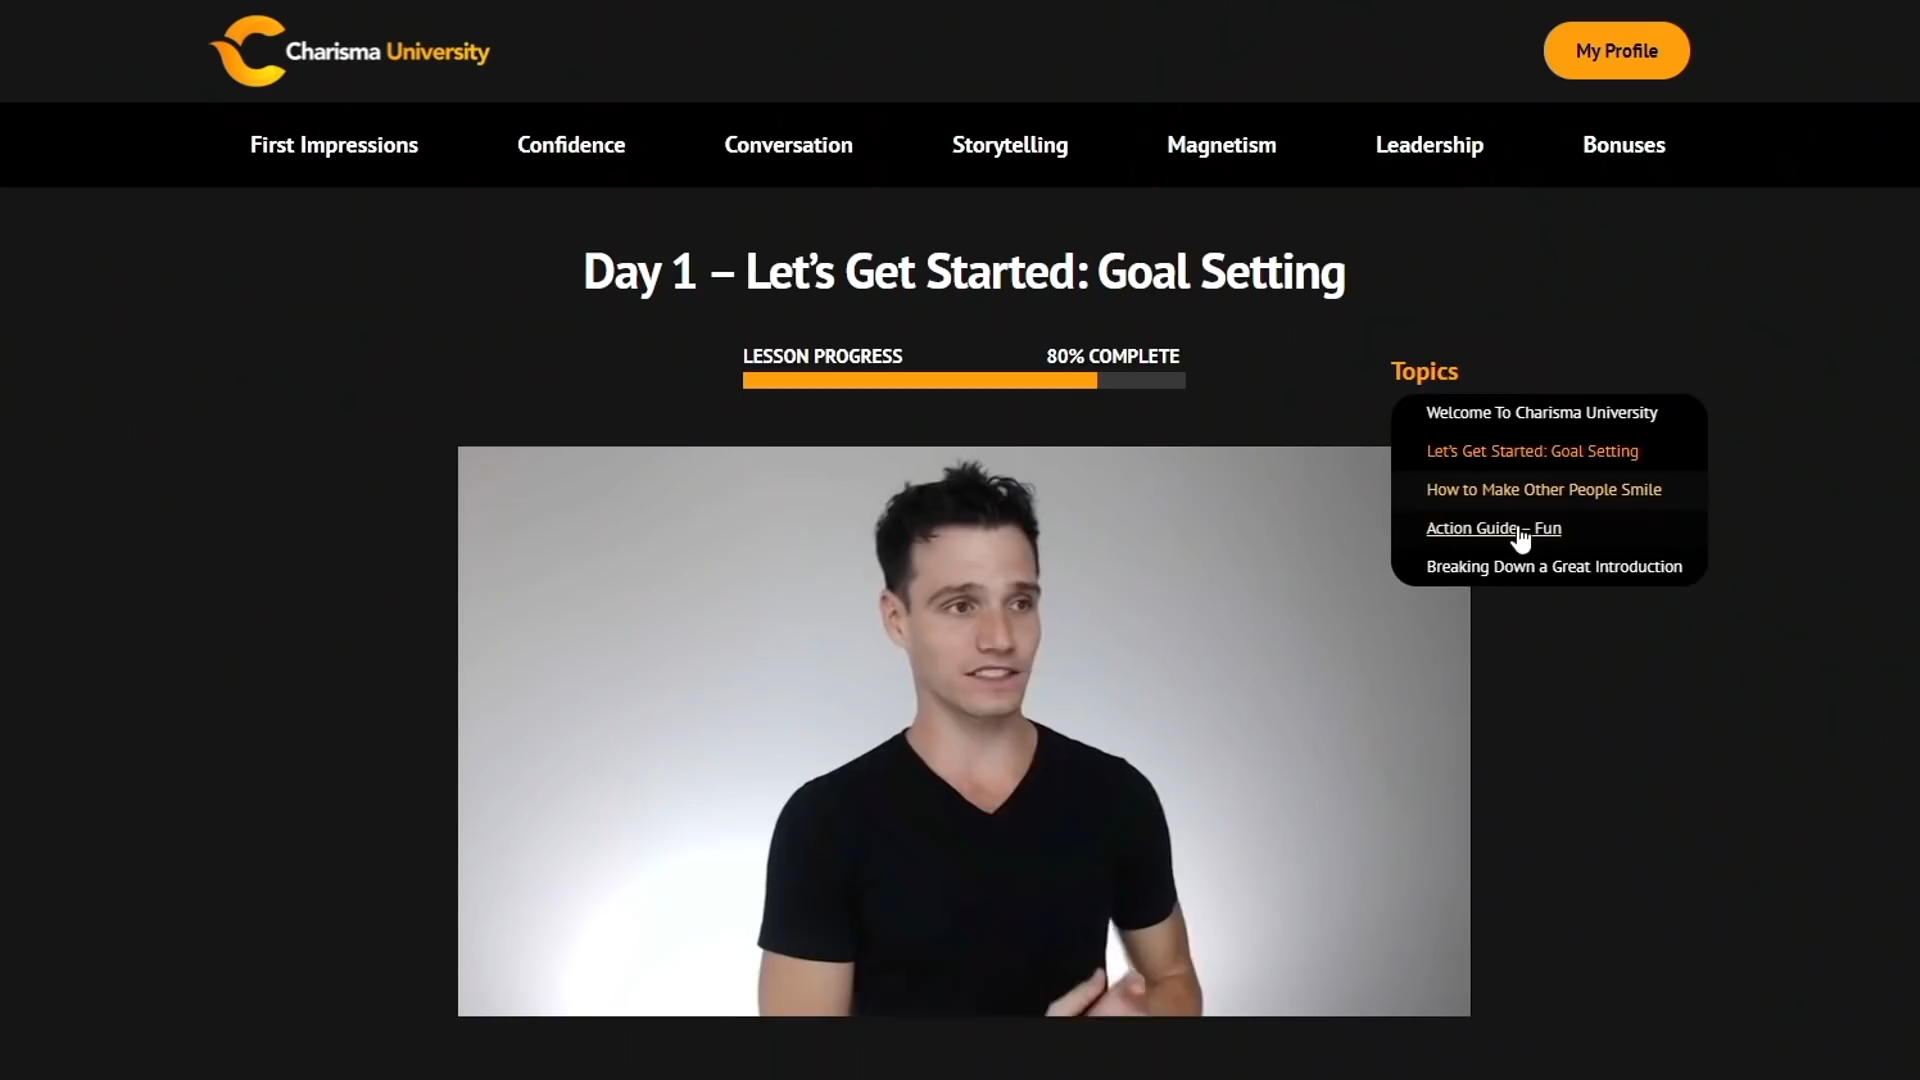 Charisma University
My Profile
First Impressions
Confidence
Conversation
Storytelling
Magnetism
Leadership
Bonuses
Day 1 – Let's Get Started: Goal Setting
LESSON PROGRESS
80% COMPLETE
Topics
Welcome To Charisma University
Let's Get Started: Goal Setting
How to Make Other People Smile
Action Guide – Fun
Breaking Down a Great Introduction